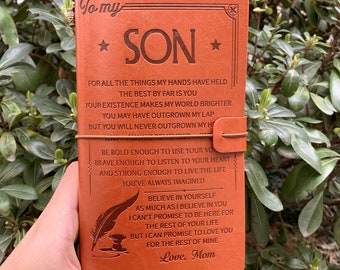 To my
SON
FOR ALL THE THINGS MY HANDS HAVE HELD
THE BEST BY FAR IS YOU
YOUR EXISTENCE MAKES MY WORLD BRIGHTER
YOU MAY HAVE OUTGROWN MY LAP
BUT YOU WILL NEVER OUTGROWN MY
BE BOLD ENOUGH TO USE YOUR
BRAVE ENOUGH TO LISTEN TO YOUR HEART
AND STRONG ENOUGH TO LIVE THE LIFE
YOU'VE ALWAYS IMAGINED
BELIEVE IN YOURSELF
AS MUCH AS I BELIEVE IN YOU
I CAN'T PROMISE TO BE HERE FOR
THE REST OF YOUR LIFE
BUT I CAN PROMISE TO LOVE YOU
FOR THE REST OF MINE
Love, Mom